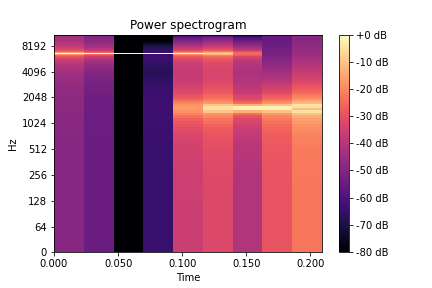 Power spectrogram
Hz
8192
4096
2048
1024
512
256
128
64
0
0.000 0.050 0.100 0.150 0.200
Time
+0 dB
-10 dB
-20 dB
-30 dB
-40 dB
-50 dB
-60 dB
-70 dB
-80 dB